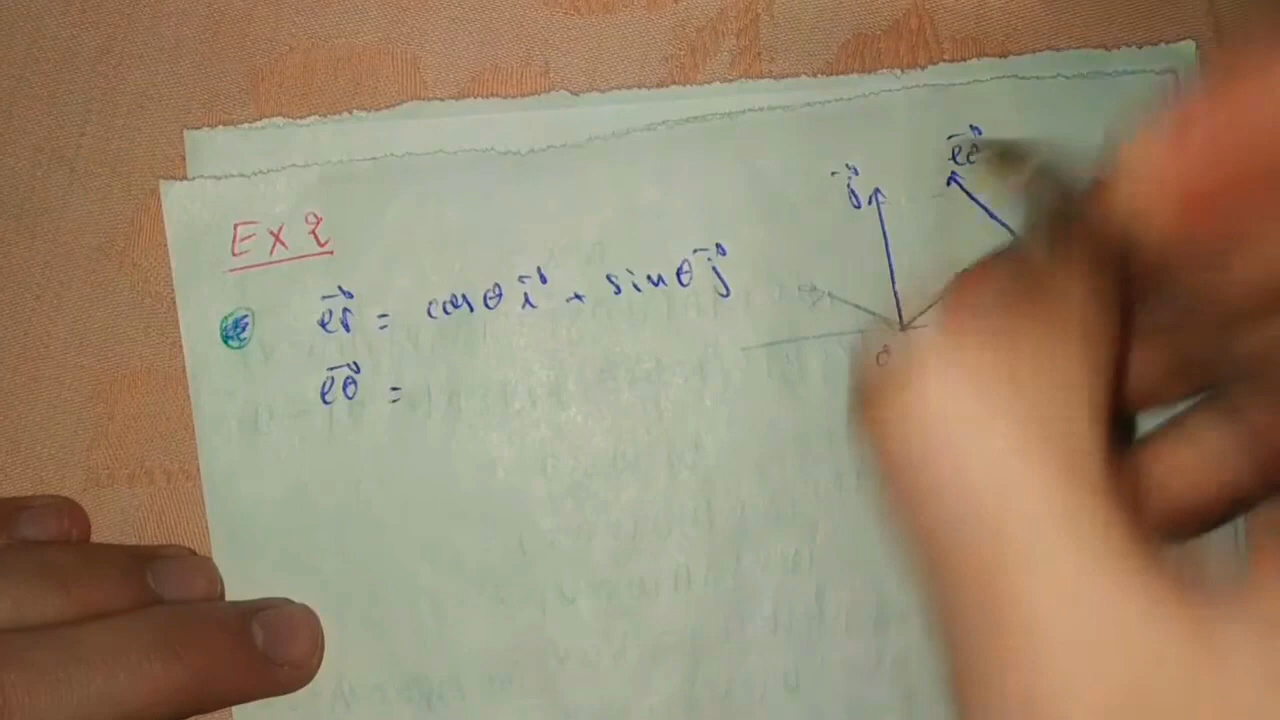 Ex 2
er⃗ = cosθ i⃗ + sinθ j⃗
eθ⃗ =
j⃗
eθ⃗
o